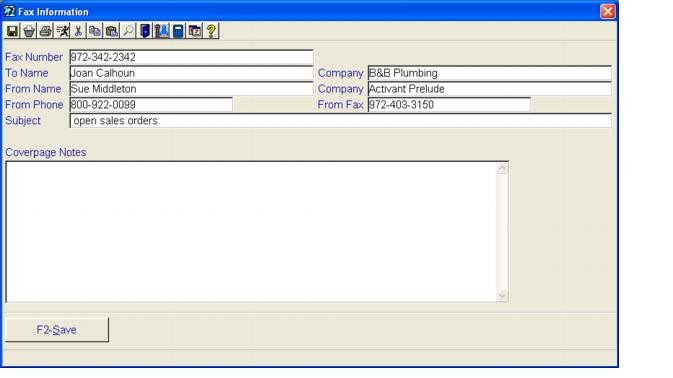 Fax Information
Fax Number 972-342-2342
To Name Joan Calhoun Company B&B Plumbing
From Name Sue Middleton Company Activant Prelude
From Phone 800-922-0099 From Fax 972-403-3150
Subject open sales orders.
Coverpage Notes
F2-Save